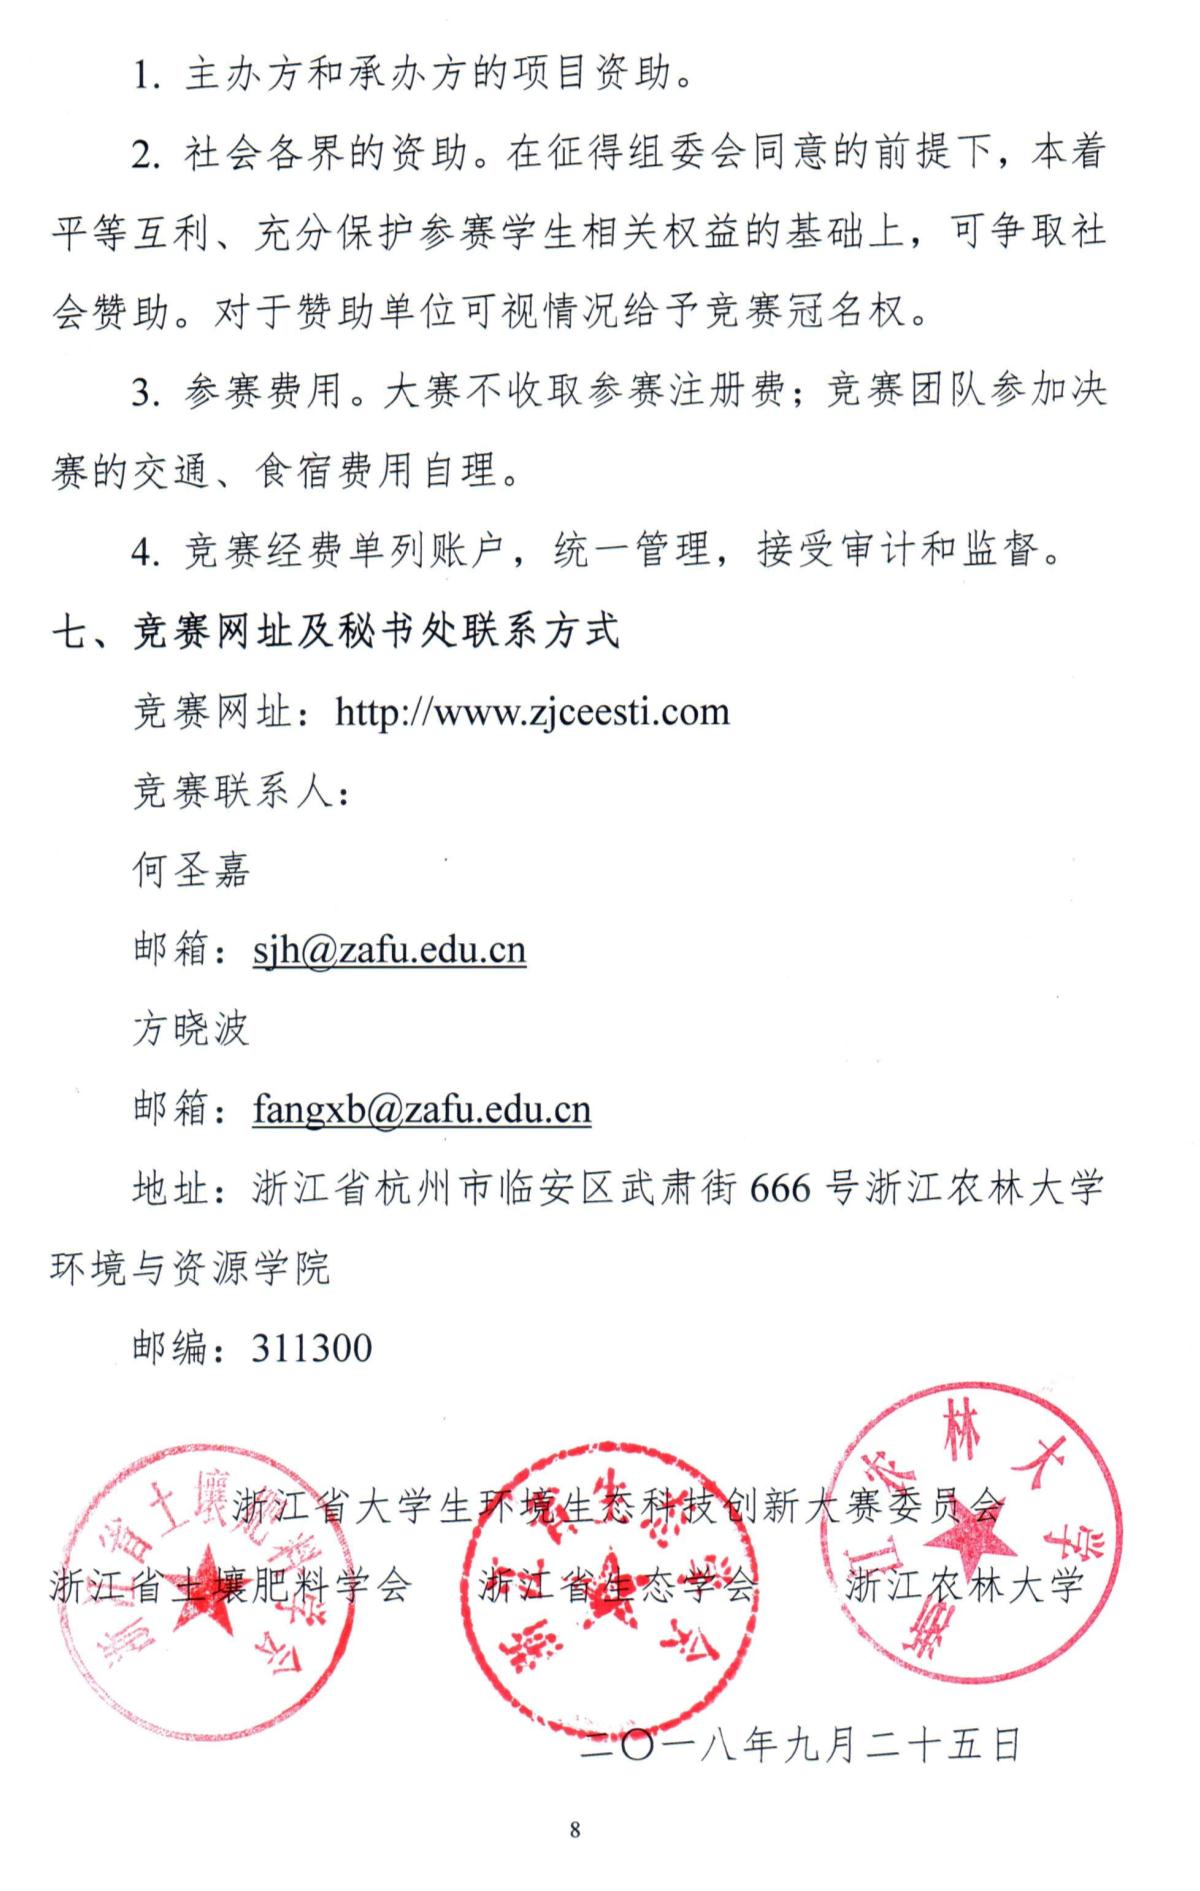 1. 主办方和承办方的项目资助。
2. 社会各界的资助。在征得组委会同意的前提下，本着
平等互利、充分保护参赛学生相关权益的基础上，可争取社
会赞助。对于赞助单位可视情况给予竞赛冠名权。
3. 参赛费用。大赛不收取参赛注册费；竞赛团队参加决
赛的交通、食宿费用自理。
4. 竞赛经费单列账户，统一管理，接受审计和监督。
七、竞赛网址及秘书处联系方式
竞赛网址：http://www.zjceesti.com
竞赛联系人：
何圣嘉
邮箱：sjh@zafu.edu.cn
方晓波
邮箱：fangxb@zafu.edu.cn
地址：浙江省杭州市临安区武肃街 666 号浙江农林大学
环境与资源学院
邮编：311300
浙江省大学生环境生态科技创新大赛委员会
浙江省土壤肥料学会 浙江省生态学会 浙江农林大学
浙江省土壤肥料学会
浙江省生态学会
浙江农林大学
二〇一八年九月二十五日
8